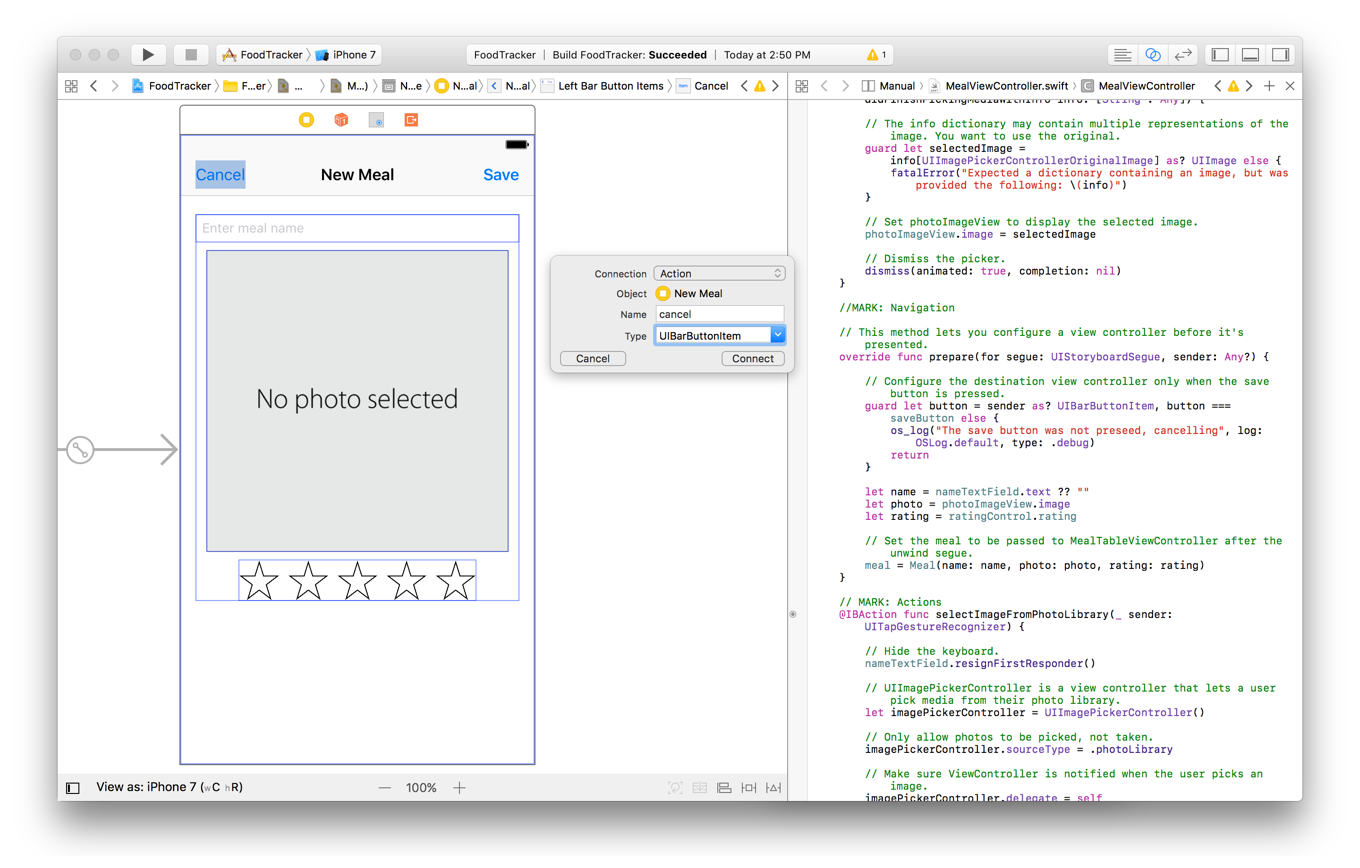 FoodTracker iPhone 7 FoodTracker | Build FoodTracker: Succeeded | Today at 2:50 PM 1
FoodTracker F...er ... M...) N...e N...al N...al Left Bar Button Items Cancel
Manual MealViewController.swift MealViewController
Cancel New Meal Save
Enter meal name
No photo selected
Connection Action
Object New Meal
Name cancel
Type UIBarButtonItem
Cancel Connect
View as: iPhone 7 (wC hR) 100%
didFinishPickingMediaWithInfo info: [String : Any]) {
// The info dictionary may contain multiple representations of the
image. You want to use the original.
guard let selectedImage =
info[UIImagePickerControllerOriginalImage] as? UIImage else {
fatalError("Expected a dictionary containing an image, but was
provided the following: \(info)")
}
// Set photoImageView to display the selected image.
photoImageView.image = selectedImage
// Dismiss the picker.
dismiss(animated: true, completion: nil)
}
//MARK: Navigation
// This method lets you configure a view controller before it's
presented.
override func prepare(for segue: UIStoryboardSegue, sender: Any?) {
// Configure the destination view controller only when the save
button is pressed.
guard let button = sender as? UIBarButtonItem, button ===
saveButton else {
os_log("The save button was not preseed, cancelling", log:
OSLog.default, type: .debug)
return
}
let name = nameTextField.text ?? ""
let photo = photoImageView.image
let rating = ratingControl.rating
// Set the meal to be passed to MealTableViewController after the
unwind segue.
meal = Meal(name: name, photo: photo, rating: rating)
}
// MARK: Actions
@IBAction func selectImageFromPhotoLibrary(_ sender:
UITapGestureRecognizer) {
// Hide the keyboard.
nameTextField.resignFirstResponder()
// UIImagePickerController is a view controller that lets a user
pick media from their photo library.
let imagePickerController = UIImagePickerController()
// Only allow photos to be picked, not taken.
imagePickerController.sourceType = .photoLibrary
// Make sure ViewController is notified when the user picks an
image.
imagePickerController.delegate = self